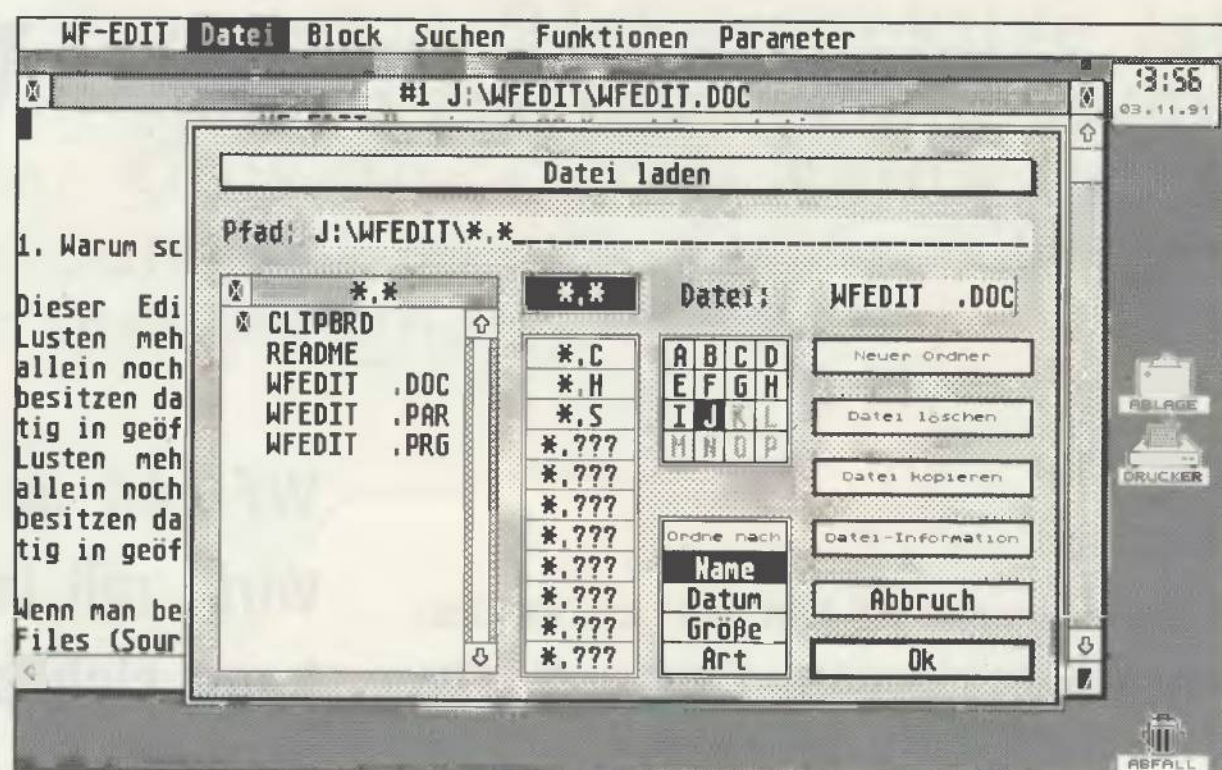 WF-EDIT Datei Block Suchen Funktionen Parameter
13:56
03.11.91
#1 J:\WFEDIT\WFEDIT.DOC
Datei laden
Pfad: J:\WFEDIT\*.*
*.*
CLIPBRD
README
WFEDIT .DOC
WFEDIT .PAR
WFEDIT .PRG
*.*
*.C
*.H
*.S
*.???
*.???
*.???
*.???
*.???
*.???
*.???
*.???
Datei: WFEDIT .DOC
A B C D
E F G H
I J K L
M N O P
Ordne nach
Name
Datum
Größe
Art
Neuer Ordner
Datei löschen
Datei kopieren
Datei-Information
Abbruch
Ok
1. Warum sc
Dieser Edi
Lusten meh
allein noch
besitzen da
tig in geöf
Lusten meh
allein noch
besitzen da
tig in geöf
Wenn man be
Files (Sour
ABLAGE
DRUCKER
ABFALL